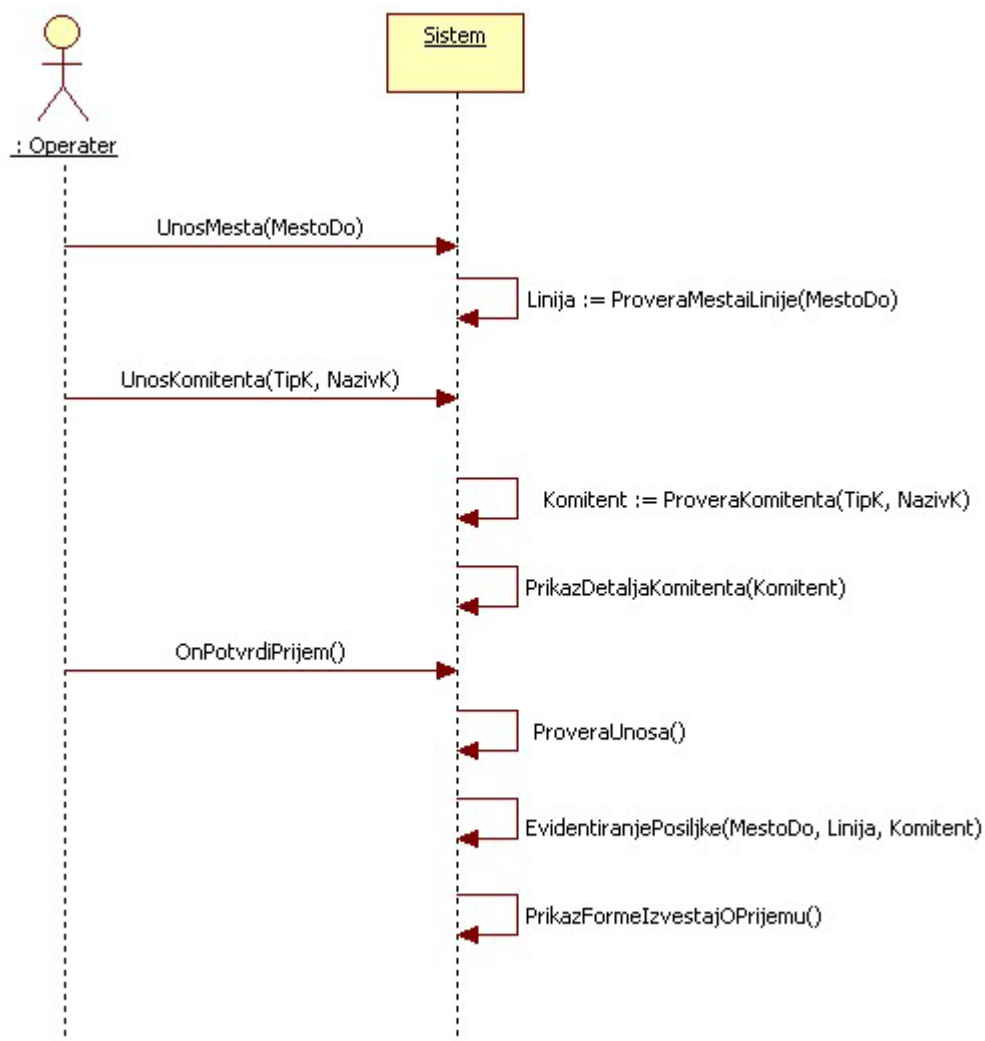 Sistem
: Operater
UnosMesta(MestoDo)
Linija := ProveraMestaiLinije(MestoDo)
UnosKomitenta(TipK, NazivK)
Komitent := ProveraKomitenta(TipK, NazivK)
PrikazDetaljaKomitenta(Komitent)
OnPotvrdiPrijem()
ProveraUnosa()
EvidentiranjePosiljke(MestoDo, Linija, Komitent)
PrikazFormeIzvestajOPrijemu()